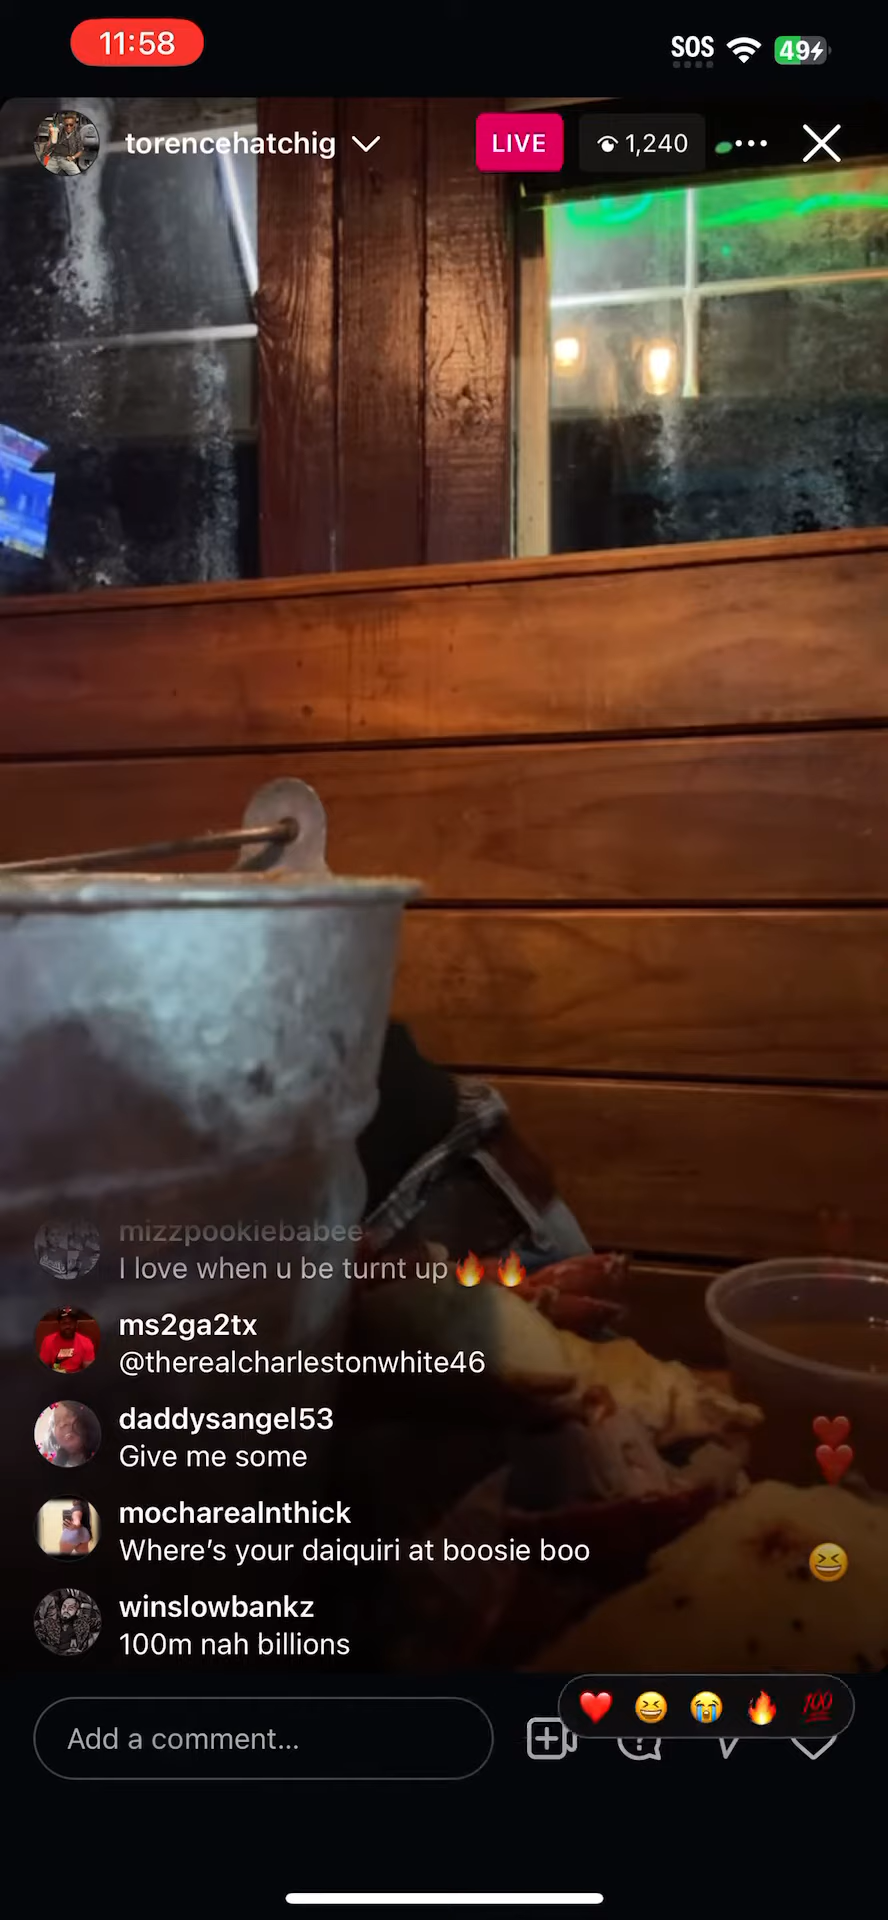 11:58
SOS
49
torencehatchig
LIVE
1,240
mizzpookiebabee
I love when u be turnt up🔥🔥
ms2ga2tx
@therealcharlestonwhite46
daddysangel53
Give me some
mocharealnthick
Where's your daiquiri at boosie boo
winslowbankz
100m nah billions
Add a comment...